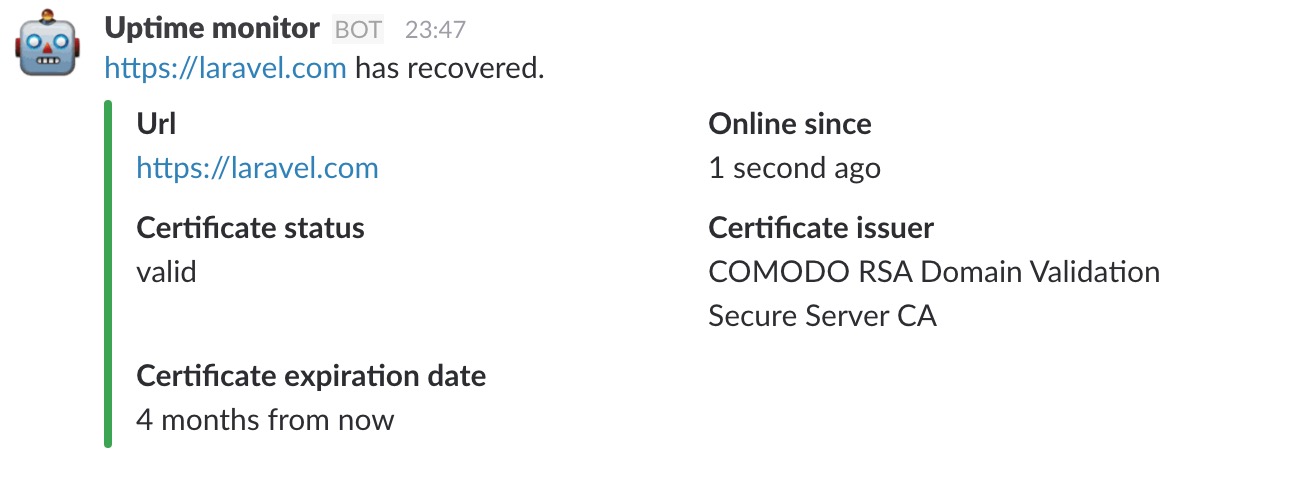 Uptime monitor BOT 23:47
https://laravel.com has recovered.
Url
https://laravel.com
Online since
1 second ago
Certificate status
valid
Certificate issuer
COMODO RSA Domain Validation
Secure Server CA
Certificate expiration date
4 months from now